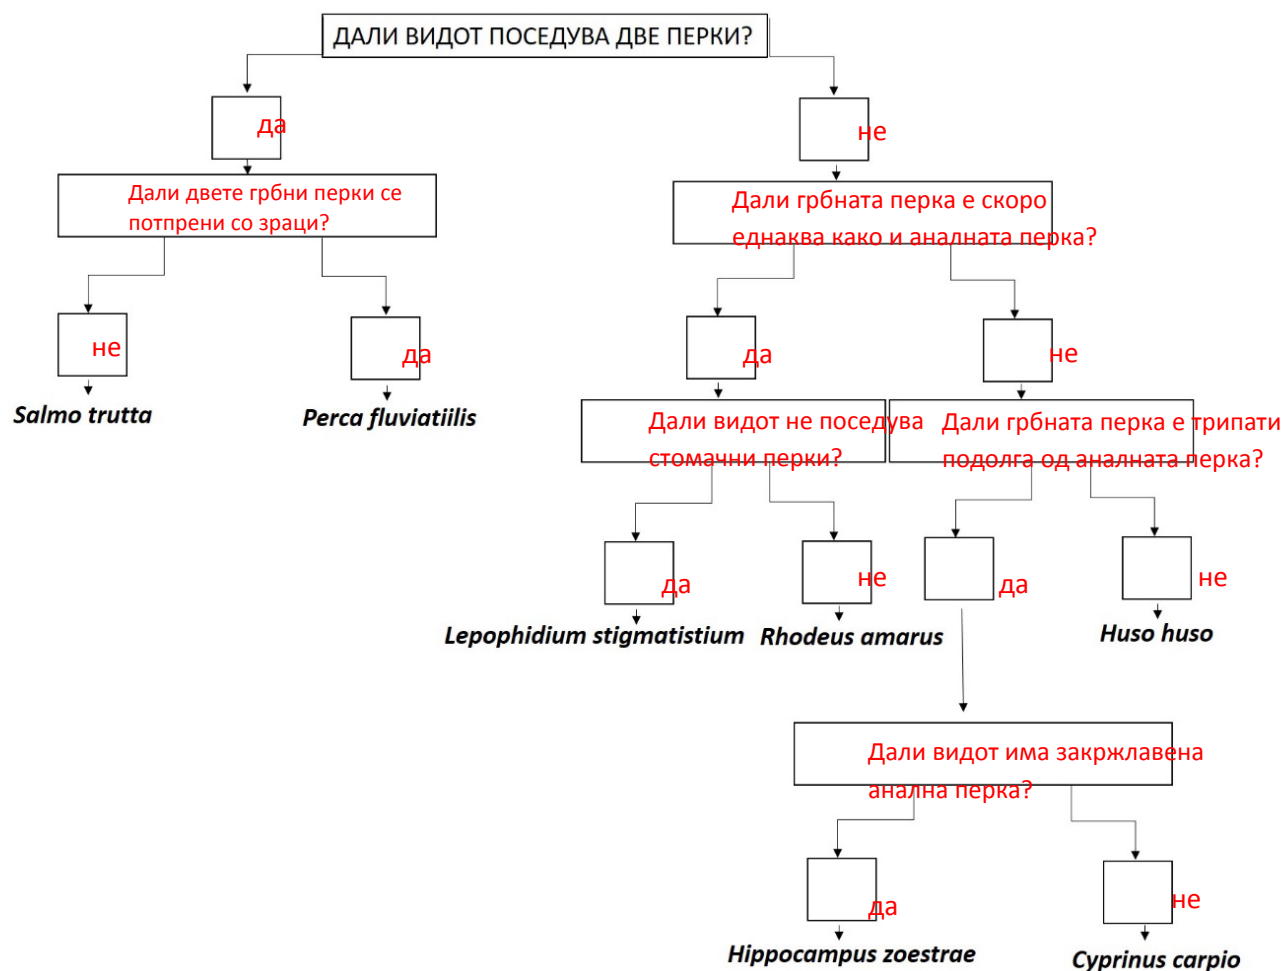 ДАЛИ ВИДОТ ПОСЕДУВА ДВЕ ПЕРКИ?
да
не
Дали двете грбни перки се
потпрени со зраци?
Дали грбната перка е скоро
еднаква како и аналната перка?
не
да
да
не
Salmo trutta
Perca fluviatiilis
Дали видот не поседува
стомачни перки?
Дали грбната перка е трипати
подолга од аналната перка?
да
не
да
не
Lepophidium stigmatistium
Rhodeus amarus
Huso huso
Дали видот има закржлавена
анална перка?
да
не
Hippocampus zoestrae
Cyprinus carpio